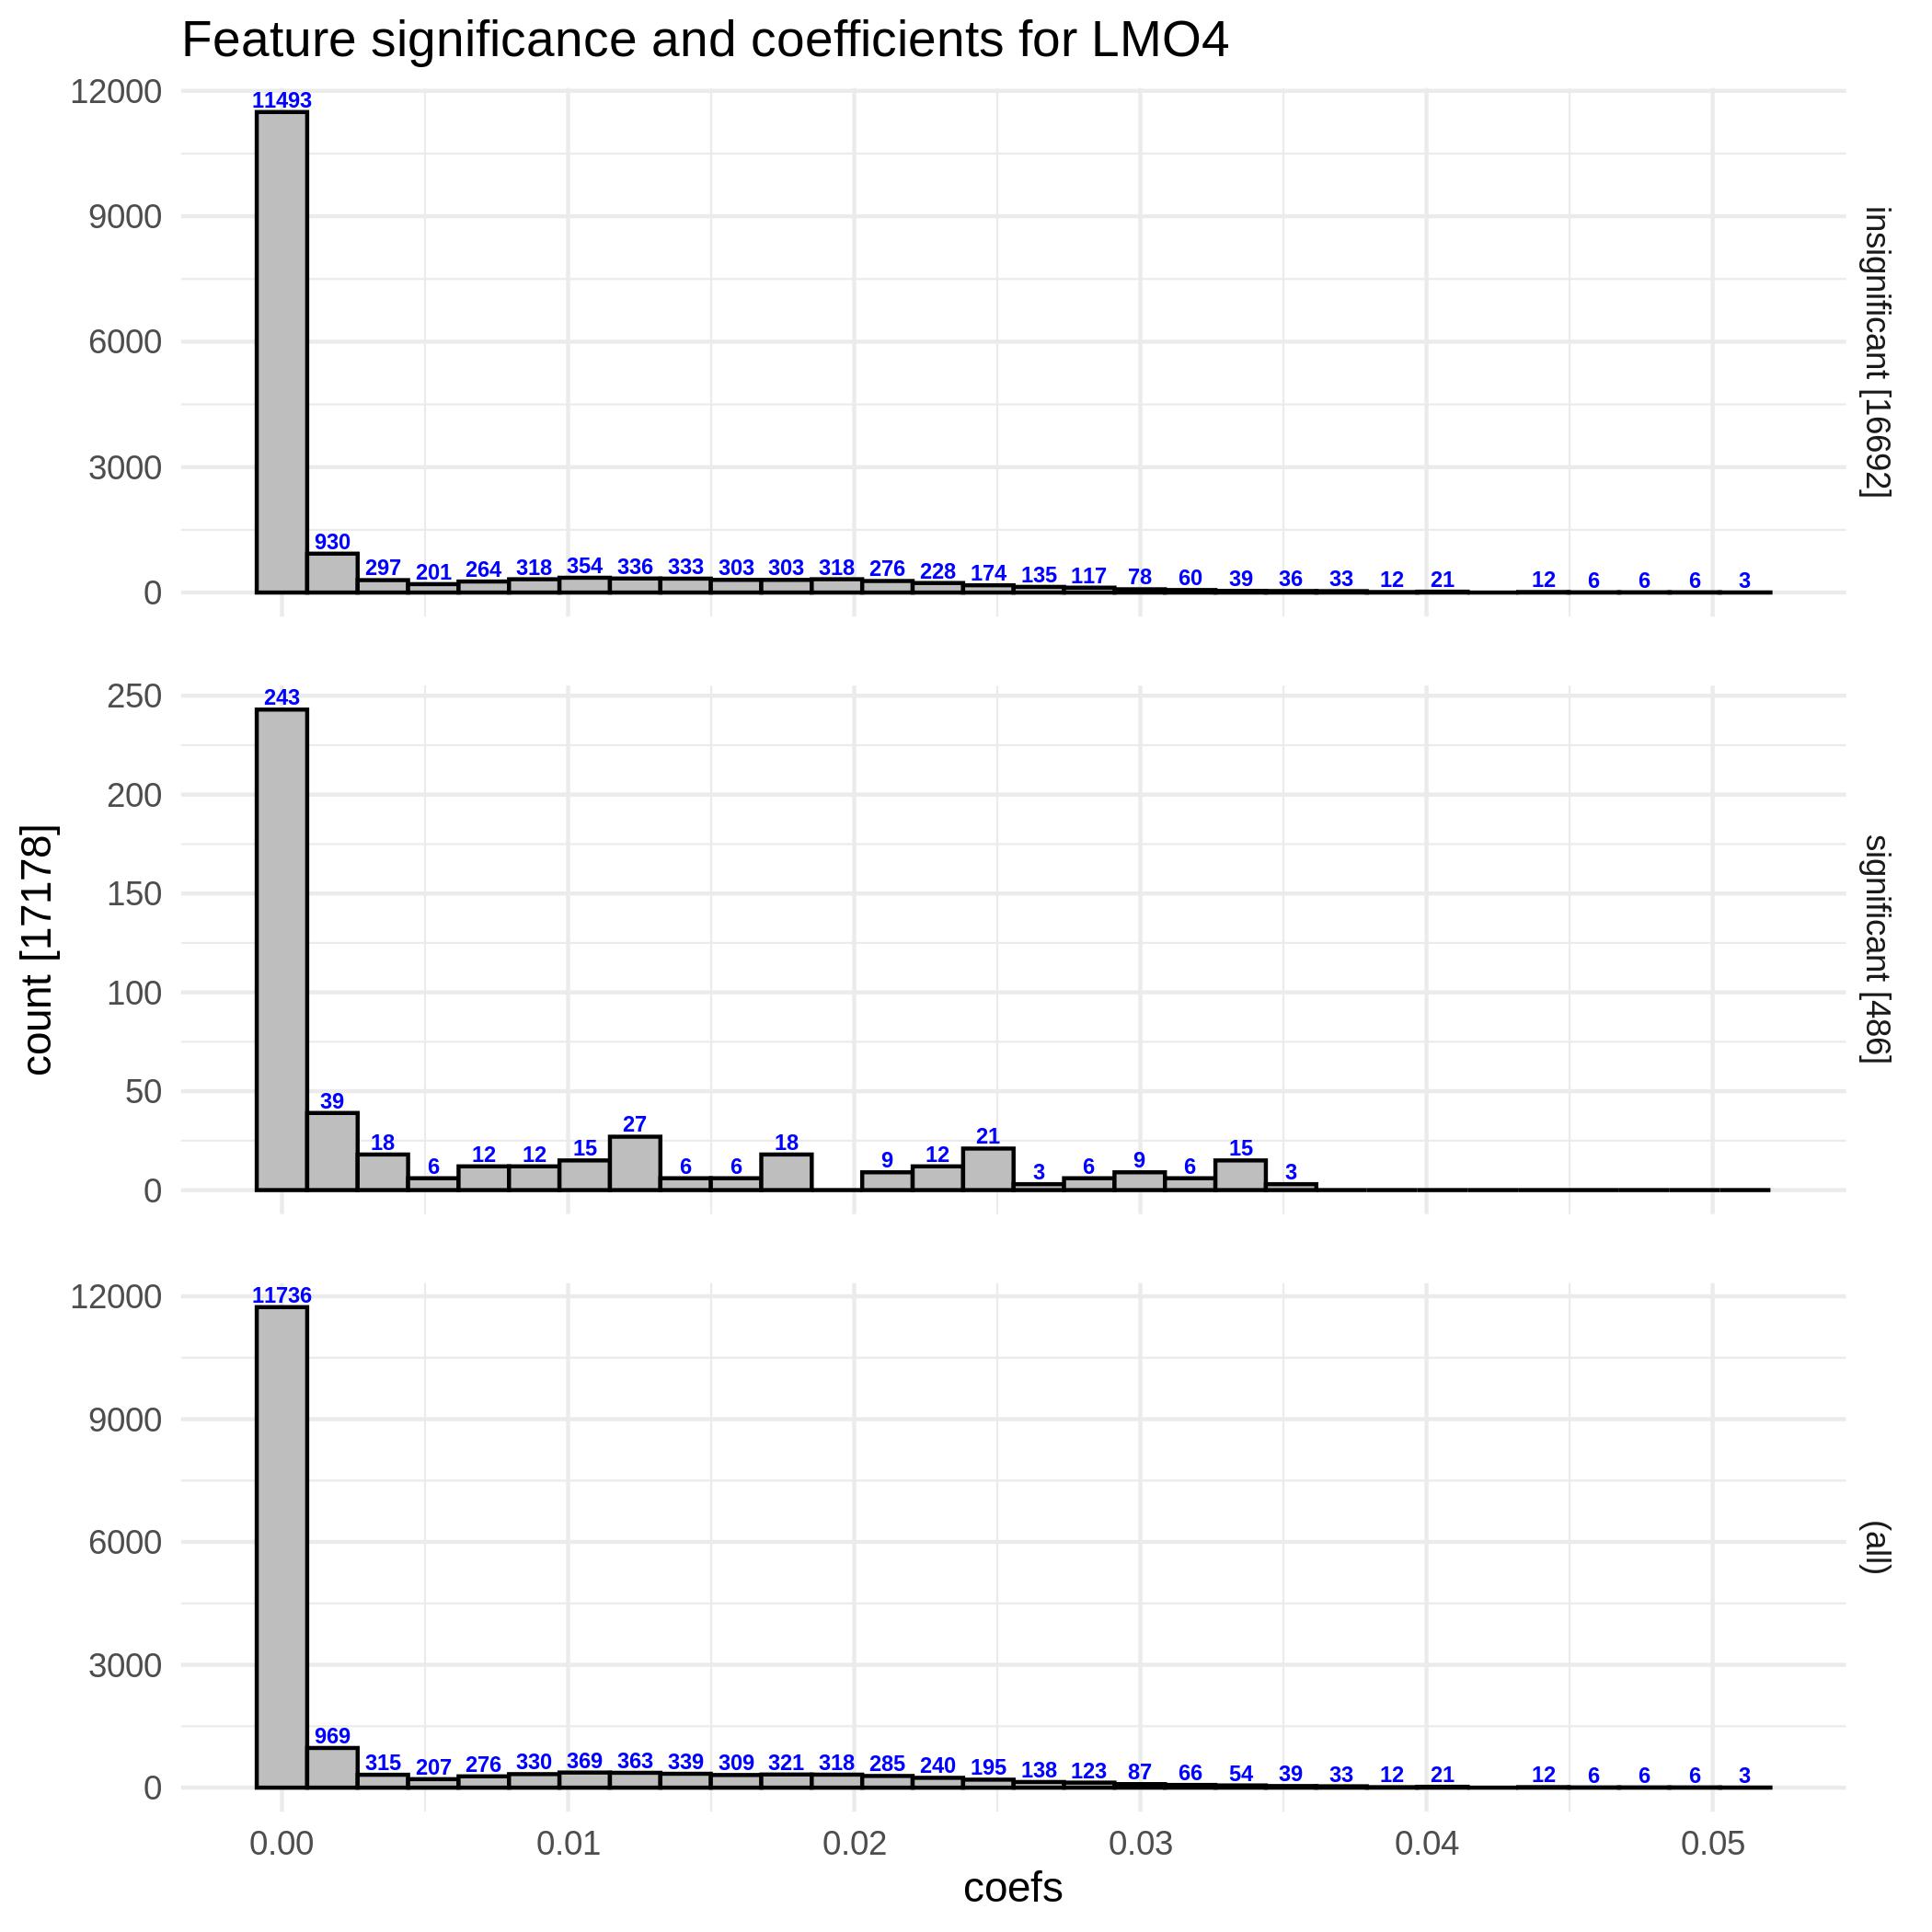 Feature significance and coefficients for LMO4
12000
9000
6000
3000
0
11493
930 297 201 264 318 354 336 333 303 303 318 276 228 174 135 117 78 60 39 36 33 12 21 12 6 6 6 3
insignificant [16692]
count [17178]
250
200
150
100
50
0
243
39 18 6 12 12 15 27 6 6 18 9 12 21 3 6 9 6 15 3
significant [486]
12000
9000
6000
3000
0
11736
969 315 207 276 330 369 363 339 309 321 318 285 240 195 138 123 87 66 54 39 33 12 21 12 6 6 6 3
(all)
0.00 0.01 0.02 0.03 0.04 0.05
coefs